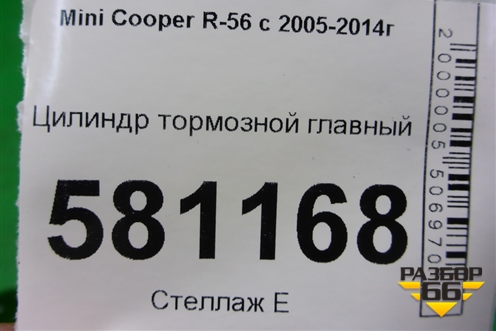 Mini Cooper R-56 с 2005-2014г
Цилиндр тормозной главный
581168
Стеллаж Е
2000005506970
РАЗБОР
66